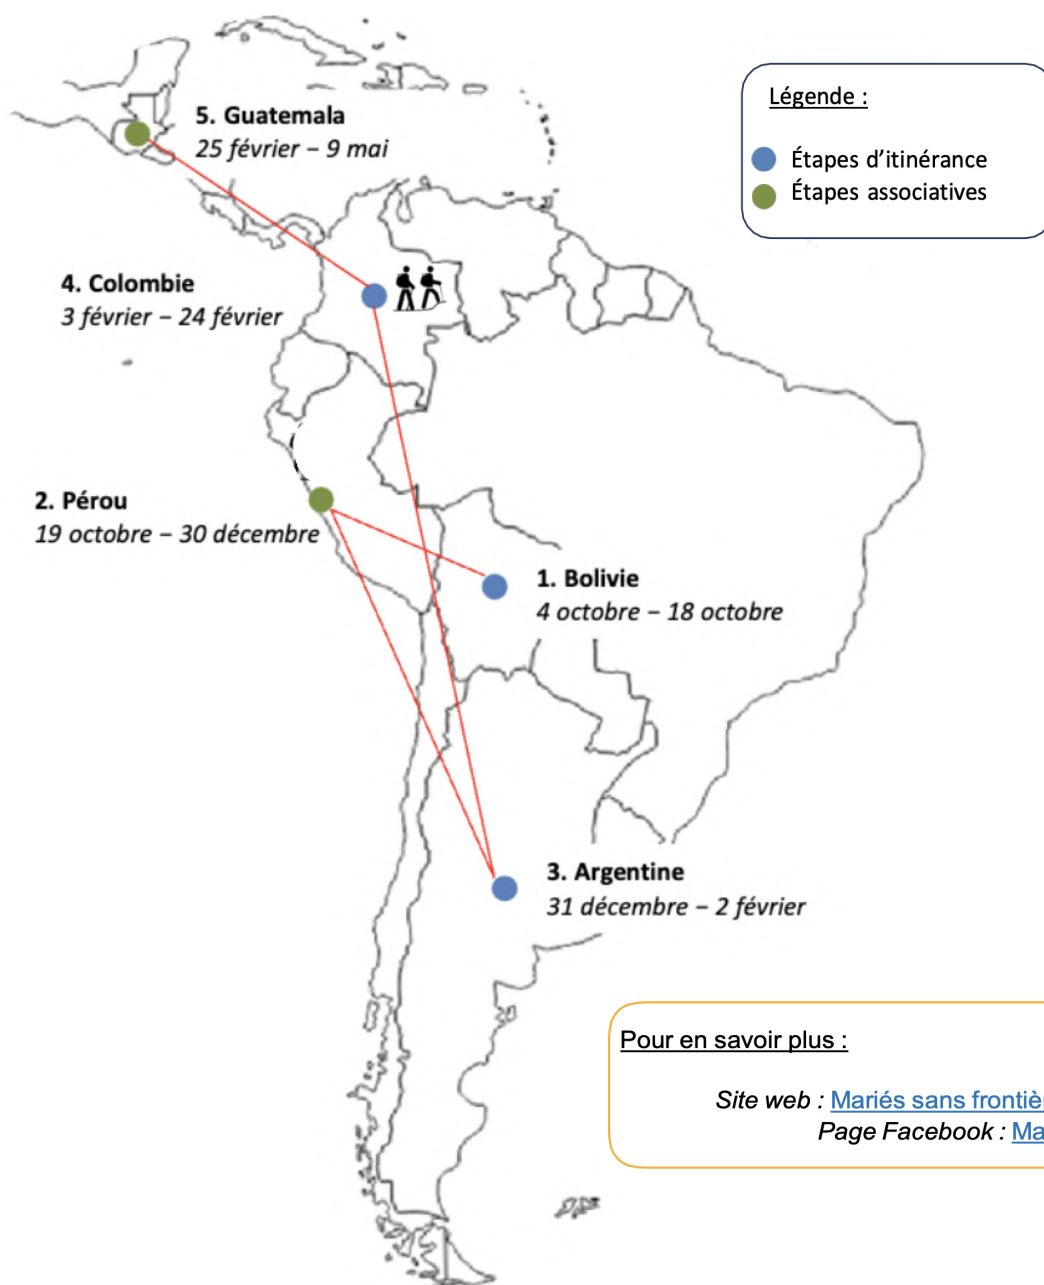 5. Guatemala
25 février – 9 mai
Légende :
Étapes d'itinérance
Étapes associatives
4. Colombie
3 février – 24 février
2. Pérou
19 octobre – 30 décembre
1. Bolivie
4 octobre – 18 octobre
3. Argentine
31 décembre – 2 février
Pour en savoir plus :
Site web : Mariés sans frontièr
Page Facebook : Ma